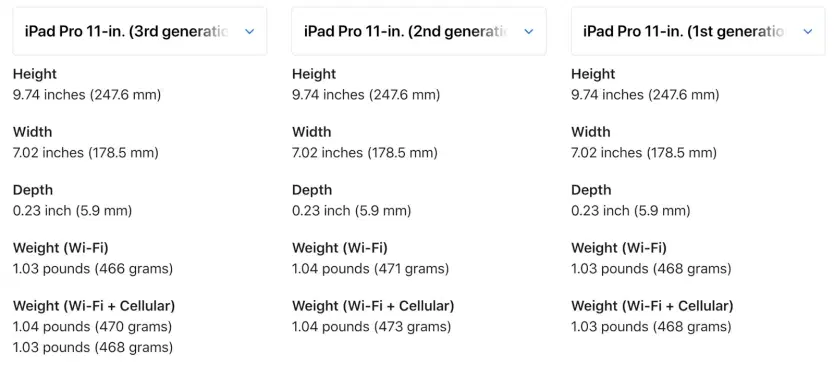 iPad Pro 11-in. (3rd generatio
Height
9.74 inches (247.6 mm)
Width
7.02 inches (178.5 mm)
Depth
0.23 inch (5.9 mm)
Weight (Wi-Fi)
1.03 pounds (466 grams)
Weight (Wi-Fi + Cellular)
1.04 pounds (470 grams)
1.03 pounds (468 grams)
iPad Pro 11-in. (2nd generati
Height
9.74 inches (247.6 mm)
Width
7.02 inches (178.5 mm)
Depth
0.23 inch (5.9 mm)
Weight (Wi-Fi)
1.04 pounds (471 grams)
Weight (Wi-Fi + Cellular)
1.04 pounds (473 grams)
iPad Pro 11-in. (1st generatio
Height
9.74 inches (247.6 mm)
Width
7.02 inches (178.5 mm)
Depth
0.23 inch (5.9 mm)
Weight (Wi-Fi)
1.03 pounds (468 grams)
Weight (Wi-Fi + Cellular)
1.03 pounds (468 grams)